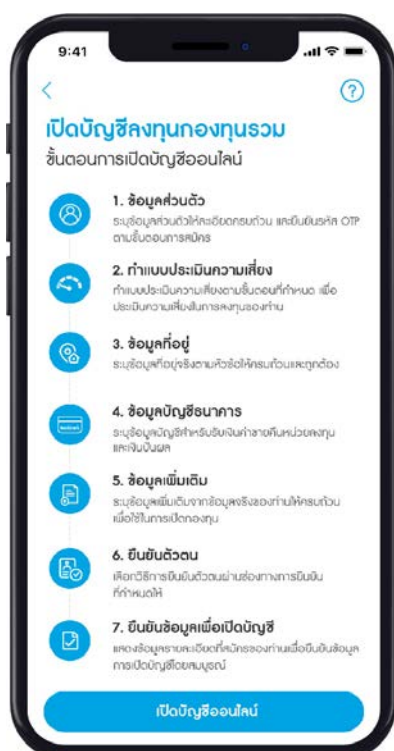 9:41
?
เปิดบัญชีลงทุนกองทุนรวม
ขั้นตอนการเปิดบัญชีออนไลน์
1. ข้อมูลส่วนตัว
ระบุข้อมูลส่วนตัวให้ละเอียดครบถ้วน และยืนยันรหัส OTP
ตามขั้นตอนการสมัคร
2. ทำแบบประเมินความเสี่ยง
ทำแบบประเมินความเสี่ยงตามขั้นตอนที่กำหนด เพื่อ
ประเมินความเสี่ยงในการลงทุนของท่าน
3. ข้อมูลที่อยู่
ระบุข้อมูลที่อยู่จริงตามหัวข้อให้ครบถ้วนและถูกต้อง
4. ข้อมูลบัญชีธนาคาร
ระบุข้อมูลบัญชีสำหรับรับเงินค่าขายคืนหน่วยลงทุน
และเงินปันผล
5. ข้อมูลเพิ่มเติม
ระบุข้อมูลเพิ่มเติมจากข้อมูลจริงของท่านให้ครบถ้วน
เพื่อใช้ในการเปิดกองทุน
6. ยืนยันตัวตน
เลือกวิธีการยืนยันตัวตนผ่านช่องทางการยืนยัน
ที่กำหนดให้
7. ยืนยันข้อมูลเพื่อเปิดบัญชี
แสดงข้อมูลรายละเอียดที่สมัครของท่านเพื่อยืนยันข้อมูล
การเปิดบัญชีโดยสมบูรณ์
เปิดบัญชีออนไลน์